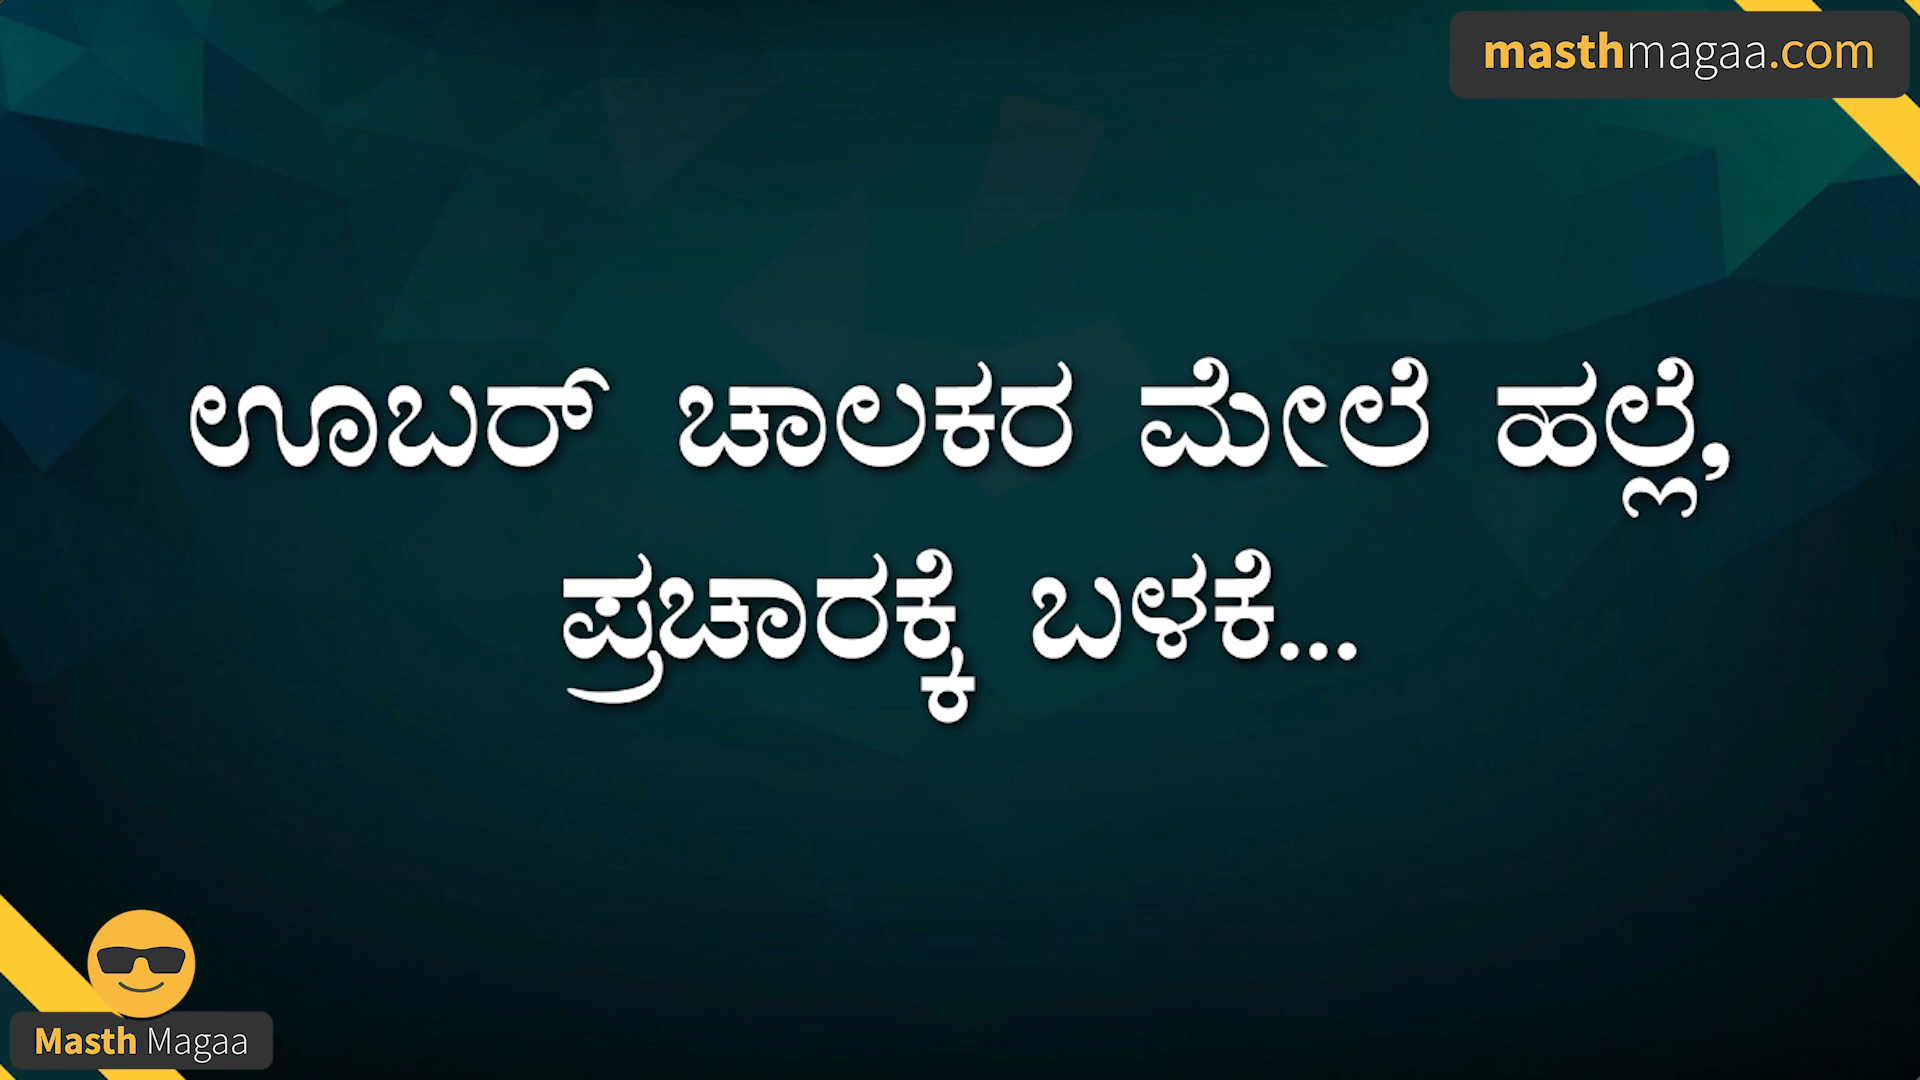 masthmagaa.com
ಊಬರ್ ಚಾಲಕರ ಮೇಲೆ ಹಲ್ಲೆ,
ಪ್ರಚಾರಕ್ಕೆ ಬಳಕೆ...
Masth Magaa